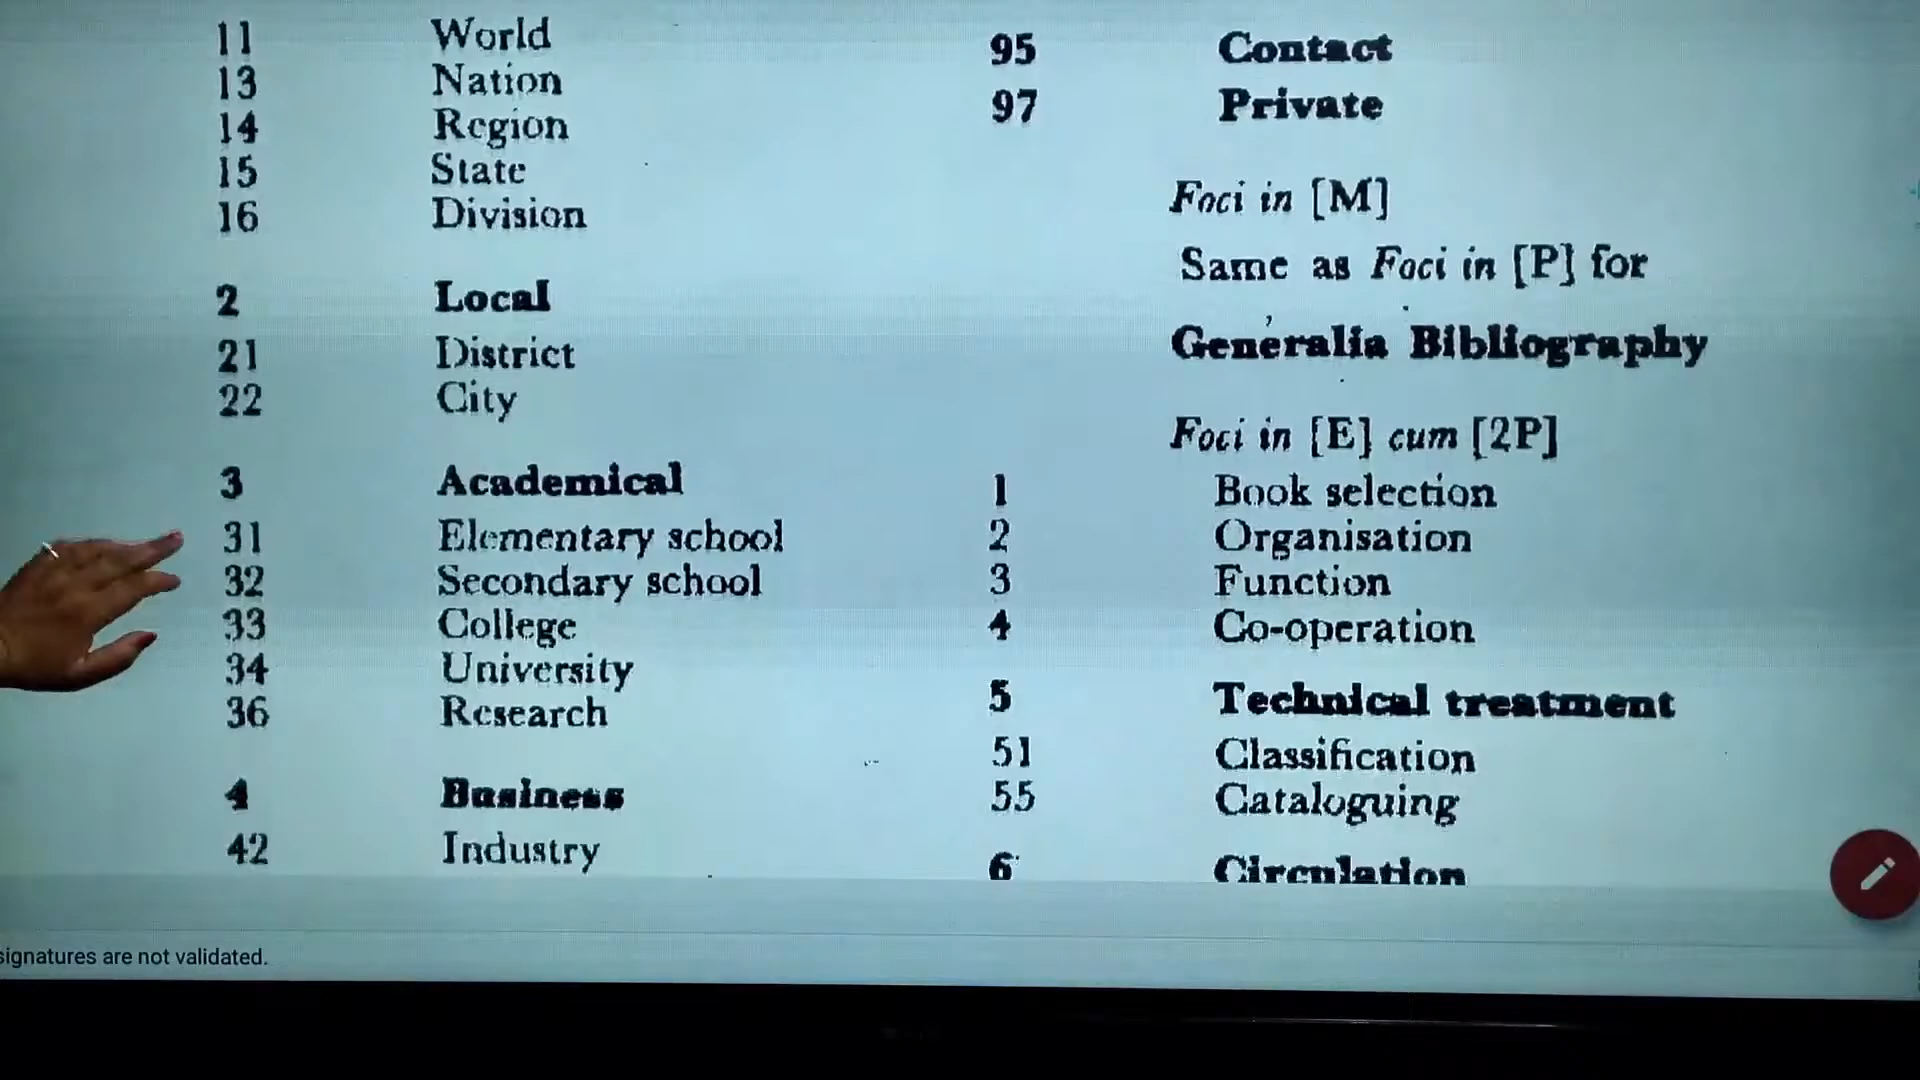 11 World
13 Nation
14 Region
15 State
16 Division
2 Local
21 District
22 City
3 Academical
31 Elementary school
32 Secondary school
33 College
34 University
36 Research
4 Business
42 Industry
95 Contact
97 Private
Foci in [M]
Same as Foci in [P] for
Generalia Bibliography
Foci in [E] cum [2P]
1 Book selection
2 Organisation
3 Function
4 Co-operation
5 Technical treatment
51 Classification
55 Cataloguing
6 Circulation
signatures are not validated.